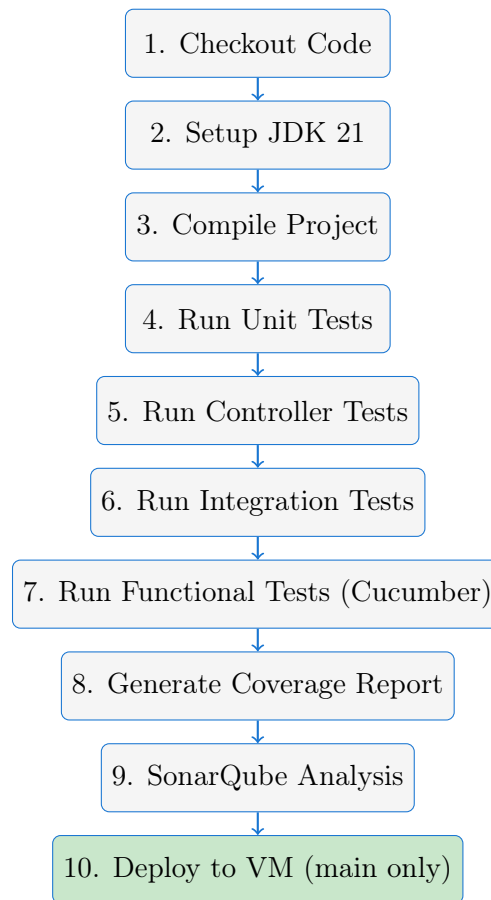 1. Checkout Code
2. Setup JDK 21
3. Compile Project
4. Run Unit Tests
5. Run Controller Tests
6. Run Integration Tests
7. Run Functional Tests (Cucumber)
8. Generate Coverage Report
9. SonarQube Analysis
10. Deploy to VM (main only)